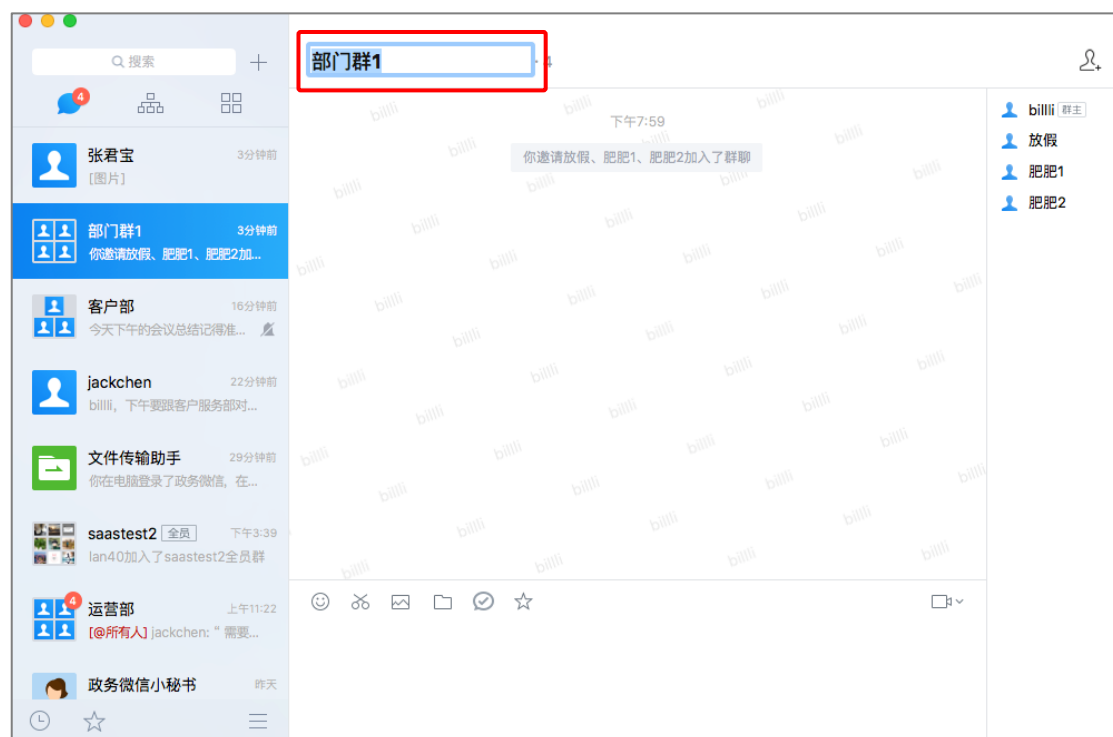 搜索
4
张君宝 3分钟前
[图片]
部门群1 3分钟前
你邀请放假、肥肥1、肥肥2加...
客户部 16分钟前
今天下午的会议总结记得准...
jackchen 22分钟前
billli，下午要跟客户服务部对...
文件传输助手 29分钟前
你在电脑登录了政务微信，在...
saastest2 全员 下午3:39
lan40加入了saastest2全员群
4
运营部 上午11:22
[@所有人] jackchen: “ 需要...
政务微信小秘书 昨天
部门群1 · 4
下午7:59
你邀请放假、肥肥1、肥肥2加入了群聊
billli 群主
放假
肥肥1
肥肥2
billli